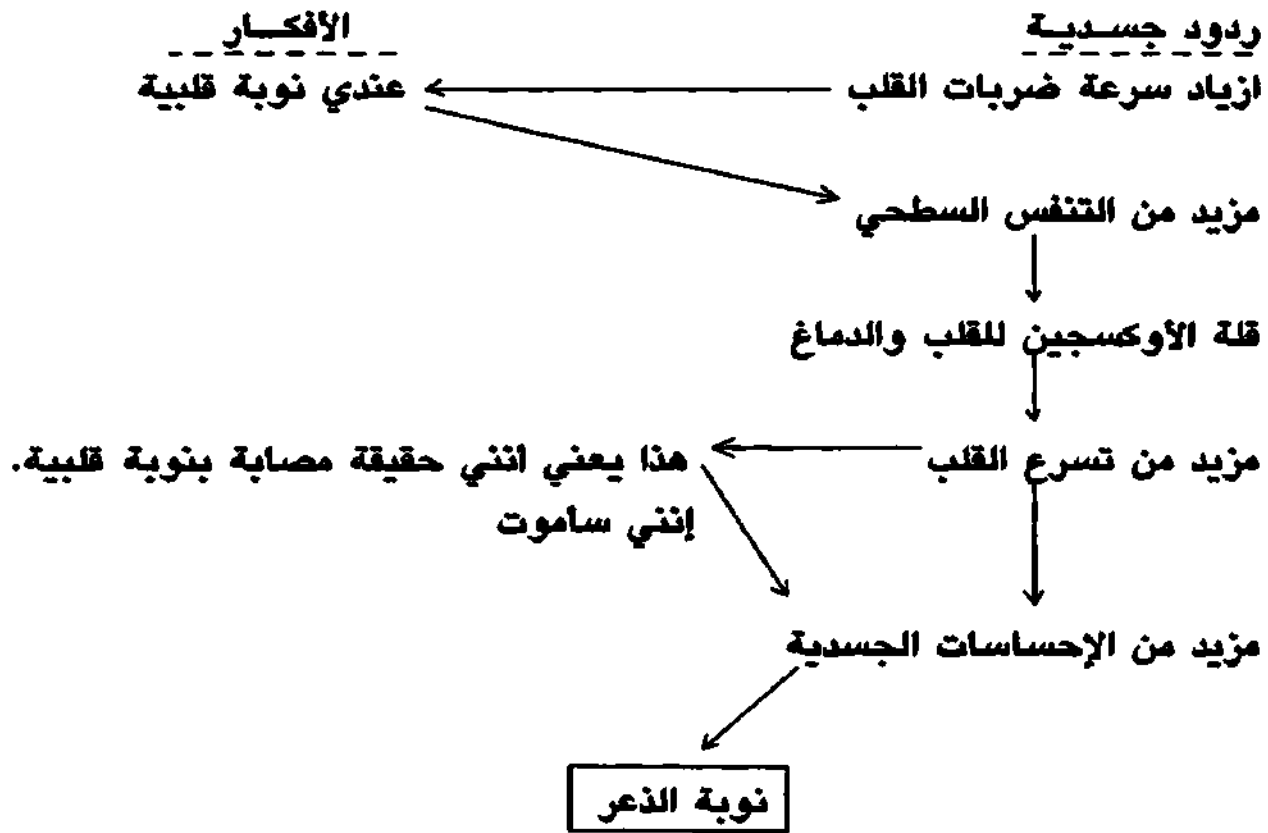 ردود جسدية
الأفكار
ازياد سرعة ضربات القلب
عندي نوبة قلبية
مزيد من التنفس السطحي
قلة الأوكسجين للقلب والدماغ
مزيد من تسرع القلب
هذا يعني أنني حقيقة مصابة بنوبة قلبية.
إنني سأموت
مزيد من الإحساسات الجسدية
نوبة الذعر